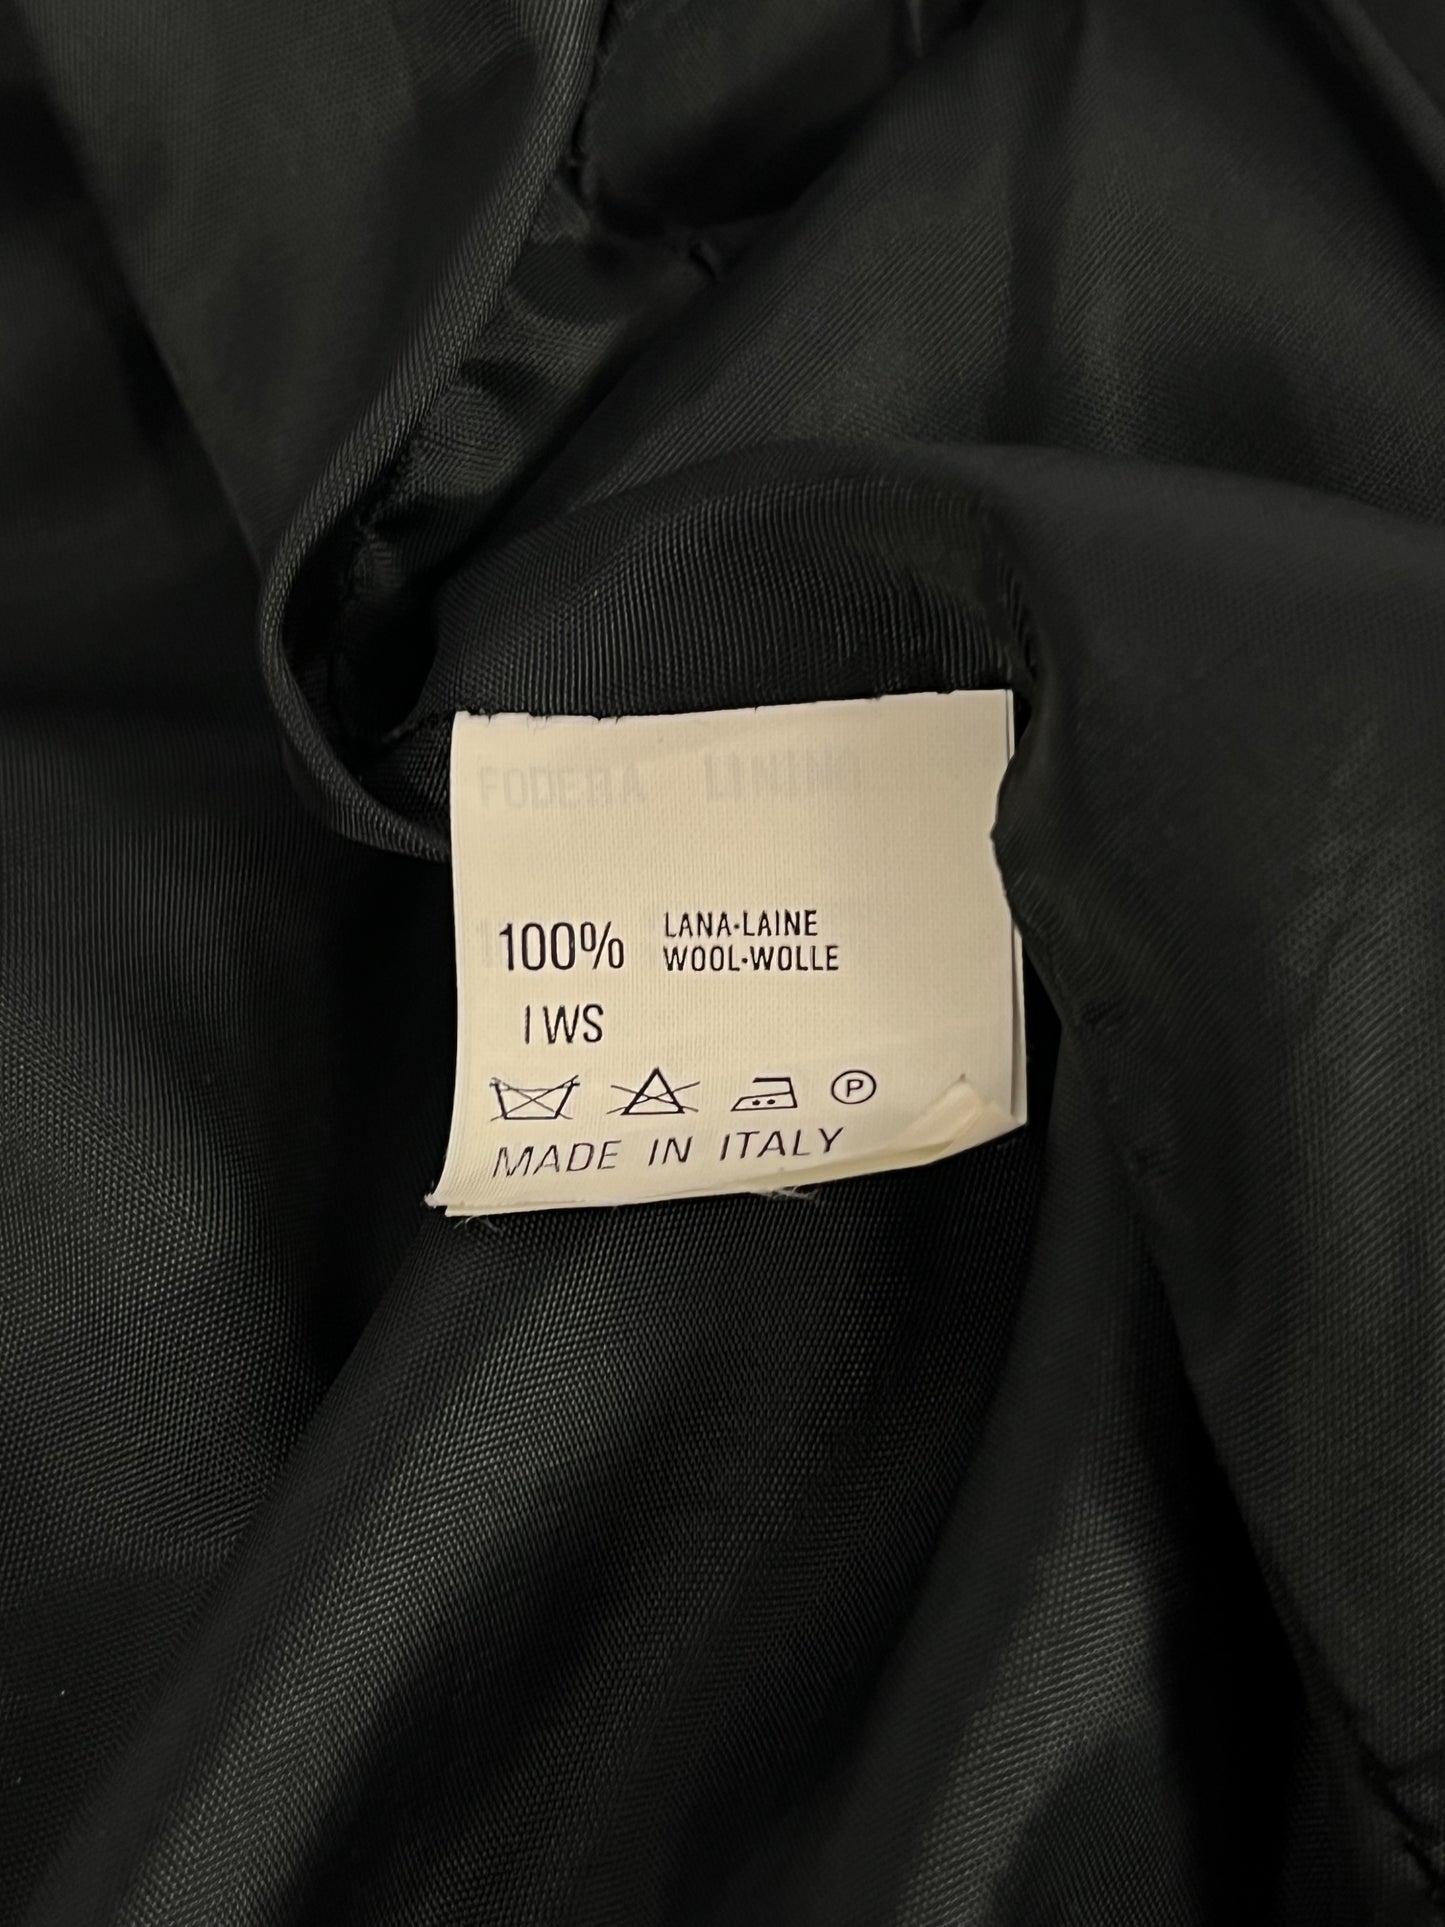 FODERA LINING
100% LANA·LAINE
WOOL·WOLLE
IWS
P
MADE IN ITALY